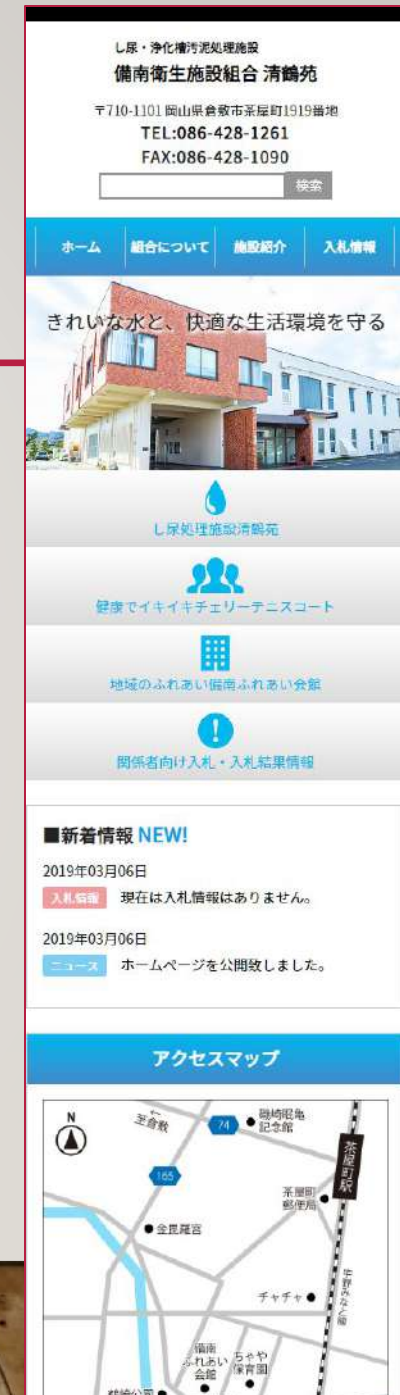 し尿・浄化槽汚泥処理施設
備南衛生施設組合 清鶴苑
〒710-1101 岡山県倉敷市茶屋町1919番地
TEL:086-428-1261
FAX:086-428-1090
検索
ホーム 組合について 施設紹介 入札情報
きれいな水と、快適な生活環境を守る
し尿処理施設清鶴苑
健康でイキイキチェリーテニスコート
地域のふれあい備南ふれあい会館
関係者向け入札・入札結果情報
■新着情報 NEW!
2019年03月06日
入札情報 現在は入札情報はありません。
2019年03月06日
ニュース ホームページを公開致しました。
アクセスマップ
N
至倉敷
74
磯崎眠亀
記念館
茶屋町駅
165
茶屋町
郵便局
金毘羅宮
宇野みなと線
チャチャ
備南
ふれあい
会館
ちゃや
保育園
鶴崎公園